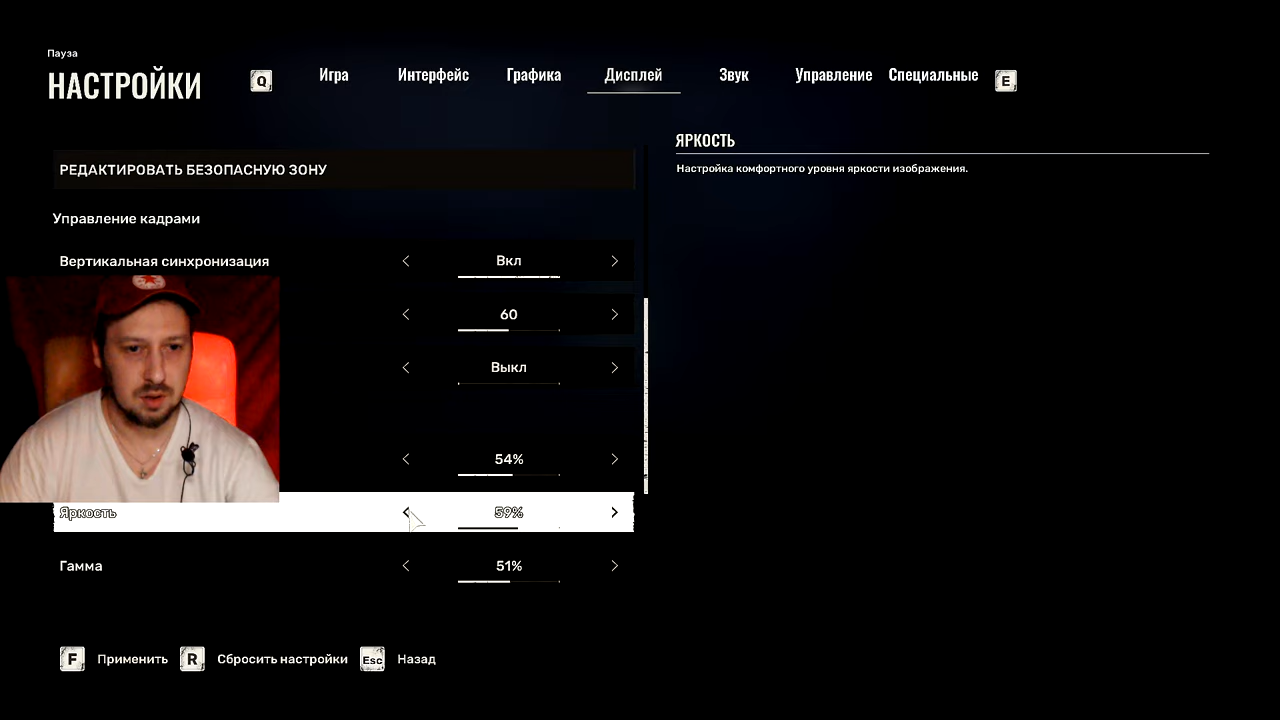 Пауза
НАСТРОЙКИ
Q
Игра
Интерфейс
Графика
Дисплей
Звук
Управление
Специальные
E
РЕДАКТИРОВАТЬ БЕЗОПАСНУЮ ЗОНУ
ЯРКОСТЬ
Настройка комфортного уровня яркости изображения.
Управление кадрами
Вертикальная синхронизация
Вкл
60
Выкл
54%
Яркость
59%
Гамма
51%
F Применить
R Сбросить настройки
Esc Назад